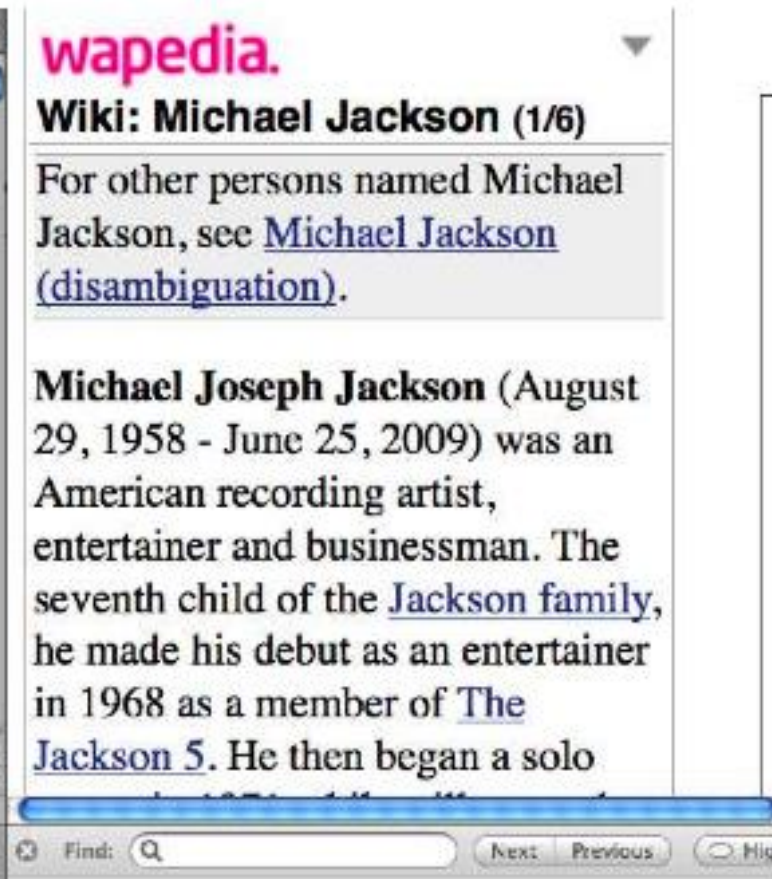 wapedia.
Wiki: Michael Jackson (1/6)
For other persons named Michael
Jackson, see Michael Jackson
(disambiguation).
Michael Joseph Jackson (August
29, 1958 - June 25, 2009) was an
American recording artist,
entertainer and businessman. The
seventh child of the Jackson family,
he made his debut as an entertainer
in 1968 as a member of The
Jackson 5. He then began a solo
Find:
Next Previous